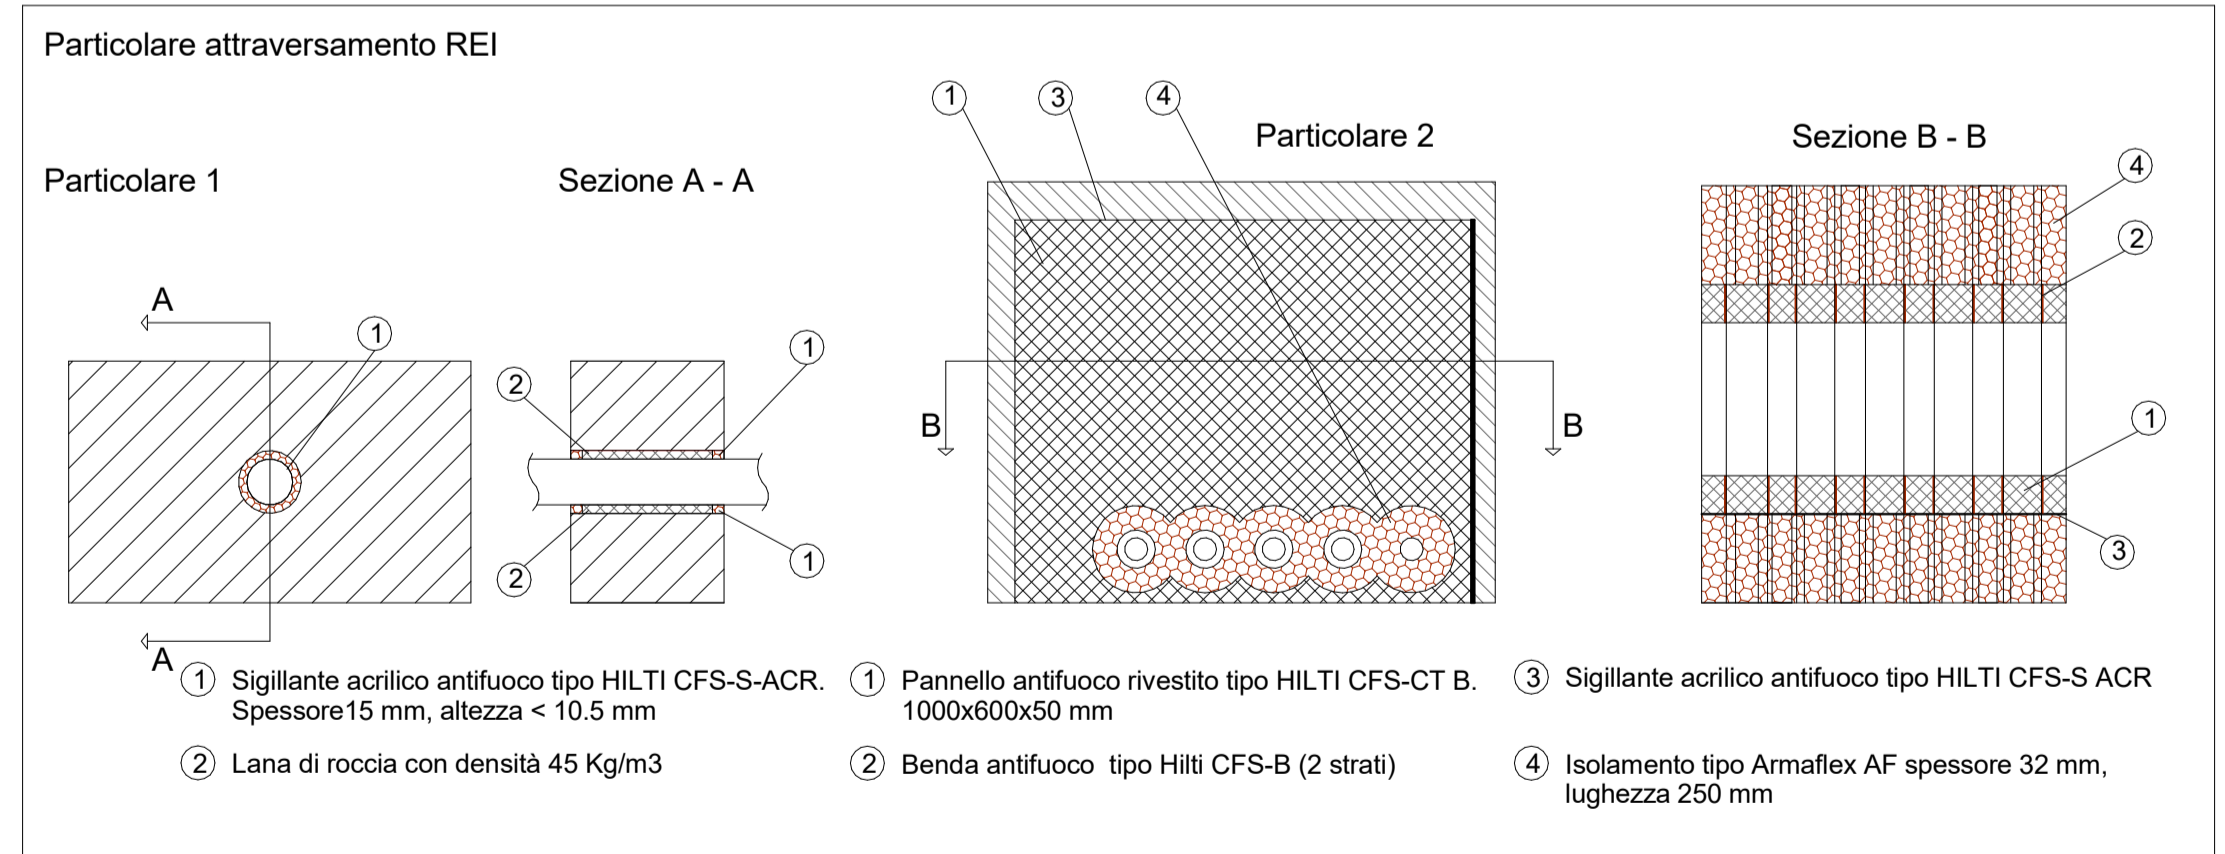 Particolare attraversamento REI
1
3
4
Particolare 2
Sezione B - B
4
Particolare 1
Sezione A - A
2
A
1
1
2
B
B
1
3
2
1
A
1 Sigillante acrilico antifuoco tipo HILTI CFS-S-ACR.
Spessore15 mm, altezza < 10.5 mm
2 Lana di roccia con densità 45 Kg/m3
1 Pannello antifuoco rivestito tipo HILTI CFS-CT B.
1000x600x50 mm
2 Benda antifuoco tipo Hilti CFS-B (2 strati)
3 Sigillante acrilico antifuoco tipo HILTI CFS-S ACR
4 Isolamento tipo Armaflex AF spessore 32 mm,
lughezza 250 mm